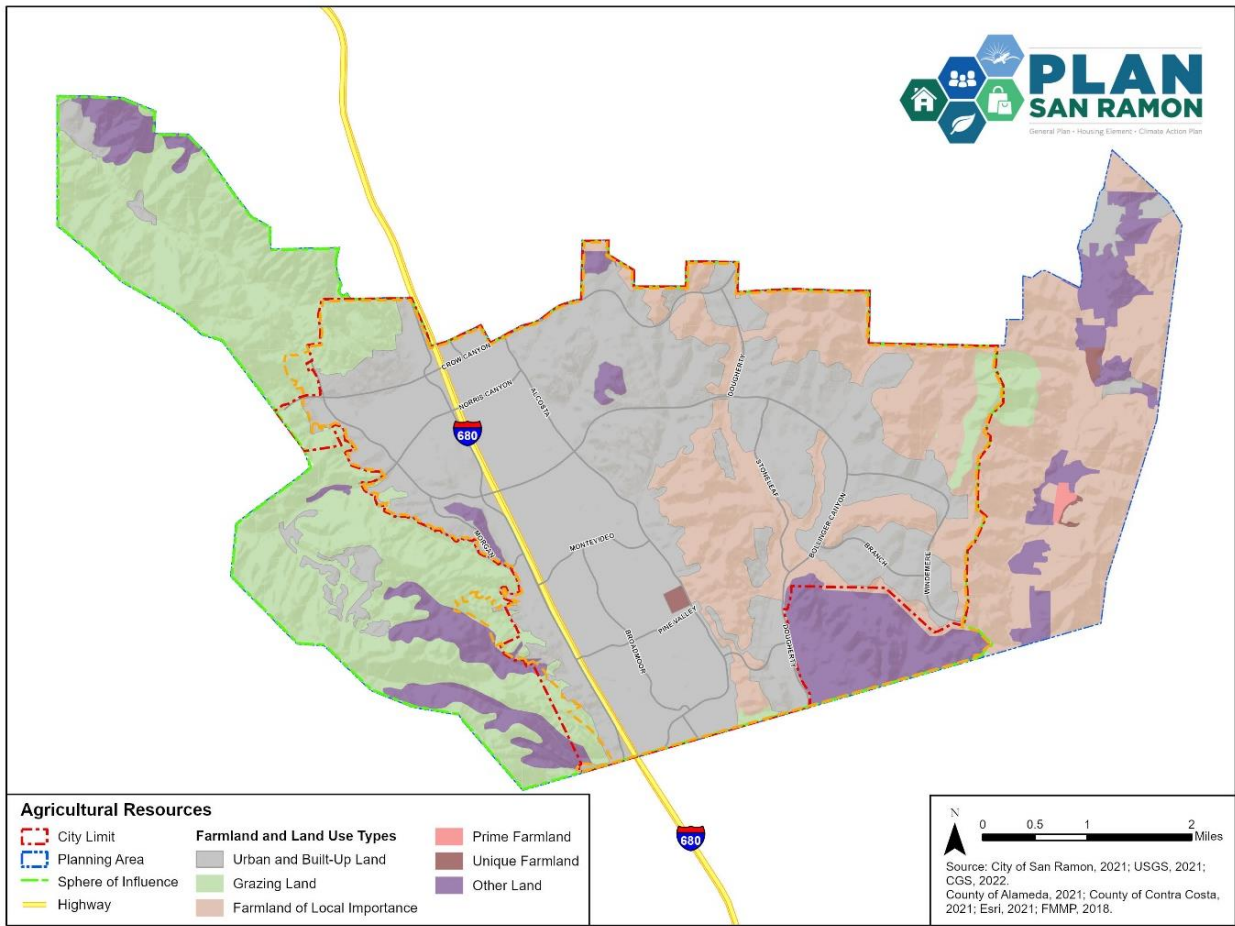 PLAN
SAN RAMON
General Plan • Housing Element • Climate Action Plan
CROW CANYON
NORRIS CANYON
ALCOSTA
680
DOUGHERTY
STONELEAF
BOLLINGER CANYON
BRANCH
WINDEMERE
MORGAN
MONTEVIDEO
PINE VALLEY
BROADMOOR
DOUGHERTY
680
Agricultural Resources
City Limit
Planning Area
Sphere of Influence
Highway
Farmland and Land Use Types
Urban and Built-Up Land
Grazing Land
Farmland of Local Importance
Prime Farmland
Unique Farmland
Other Land
N
0 0.5 1 2
Miles
Source: City of San Ramon, 2021; USGS, 2021;
CGS, 2022.
County of Alameda, 2021; County of Contra Costa,
2021; Esri, 2021; FMMP, 2018.